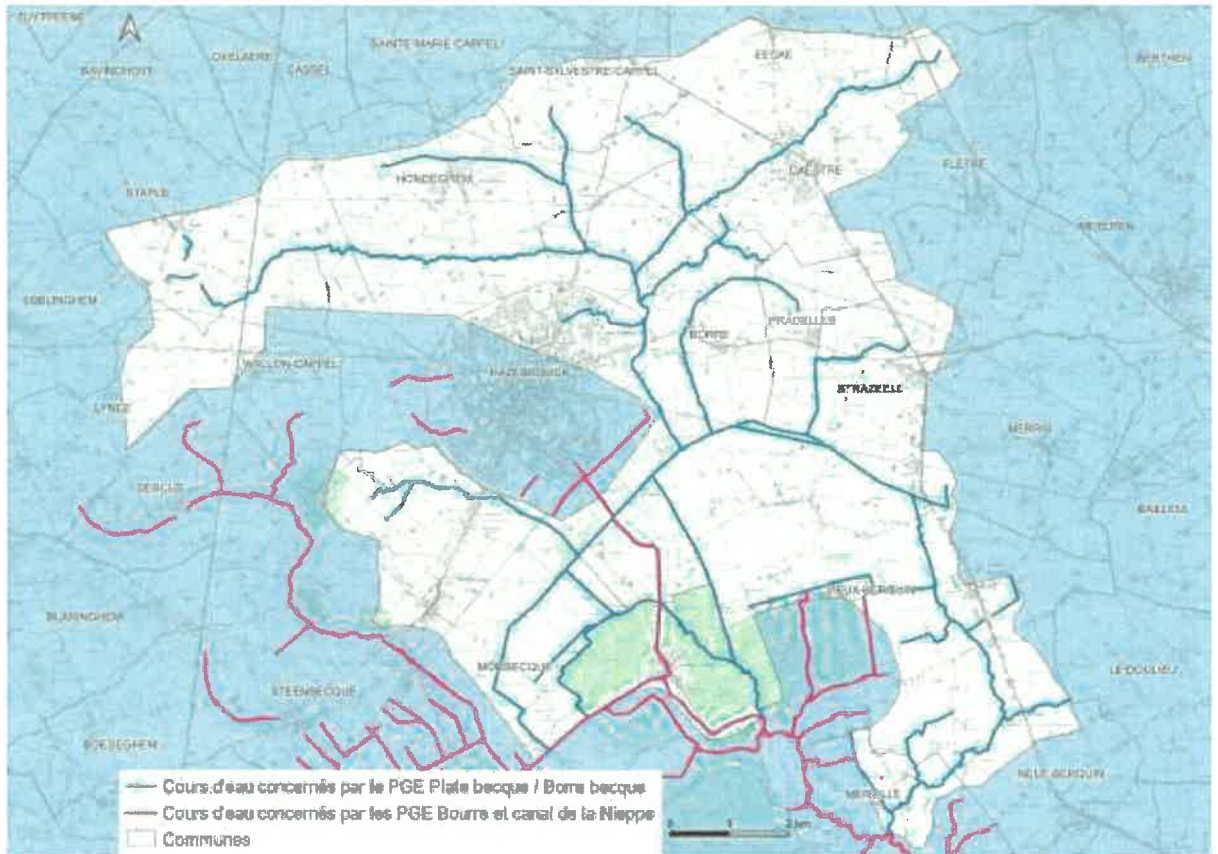 OXELAERE
SAINTE-MARIE-CAPPEL
BAVINCHOVE
CASSEL
SAINT-SYLVESTRE-CAPPEL
EECKE
BERTHEN
STAPLE
HONDEGHEM
CAESTRE
FLETRE
METEREN
EBBLINGHEM
WALLON-CAPPEL
HAZEBROUCK
BORRE
PRADELLES
STRAZEELE
LYNDE
MERRIS
SERCUS
BAILLEUL
BLARINGHEM
VIEUX-BERQUIN
MORBECQUE
STEENBECQUE
LE DOULIEU
BOESEGHEM
NEUF-BERQUIN
MERVILLE
Cours d'eau concernés par le PGE Plate becque / Borre becque
Cours d'eau concernés par les PGE Bourre et canal de la Nieppe
Communes